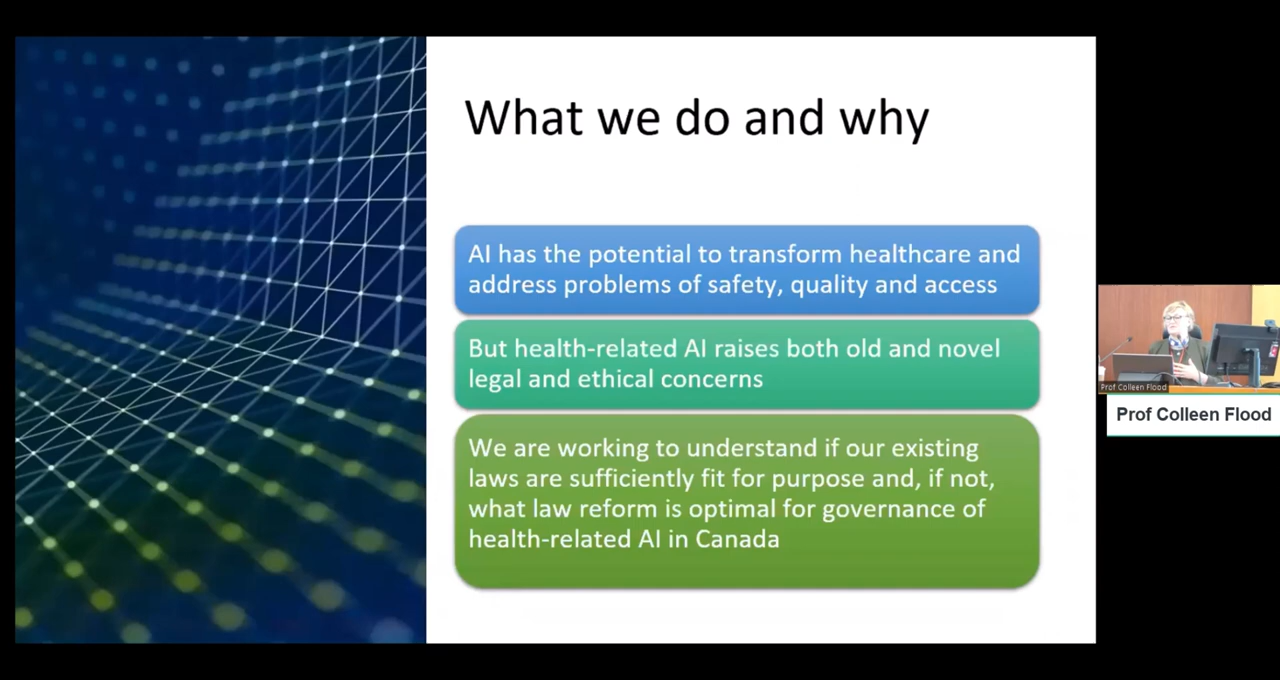 What we do and why
AI has the potential to transform healthcare and
address problems of safety, quality and access
But health-related AI raises both old and novel
legal and ethical concerns
We are working to understand if our existing
laws are sufficiently fit for purpose and, if not,
what law reform is optimal for governance of
health-related AI in Canada
Prof Colleen Flood
Prof Colleen Flood